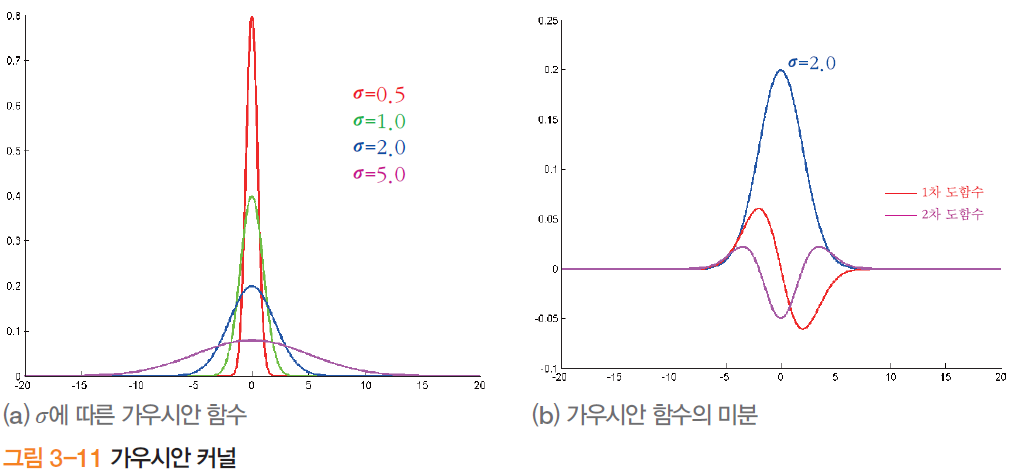 0.8
0.7
0.6
0.5
0.4
0.3
0.2
0.1
0
-20 -15 -10 -5 0 5 10 15 20
σ=0.5
σ=1.0
σ=2.0
σ=5.0
(a) σ에 따른 가우시안 함수
0.25
0.2
0.15
0.1
0.05
0
-0.05
-0.1
-20 -15 -10 -5 0 5 10 15 20
σ=2.0
1차 도함수
2차 도함수
(b) 가우시안 함수의 미분
그림 3-11 가우시안 커널